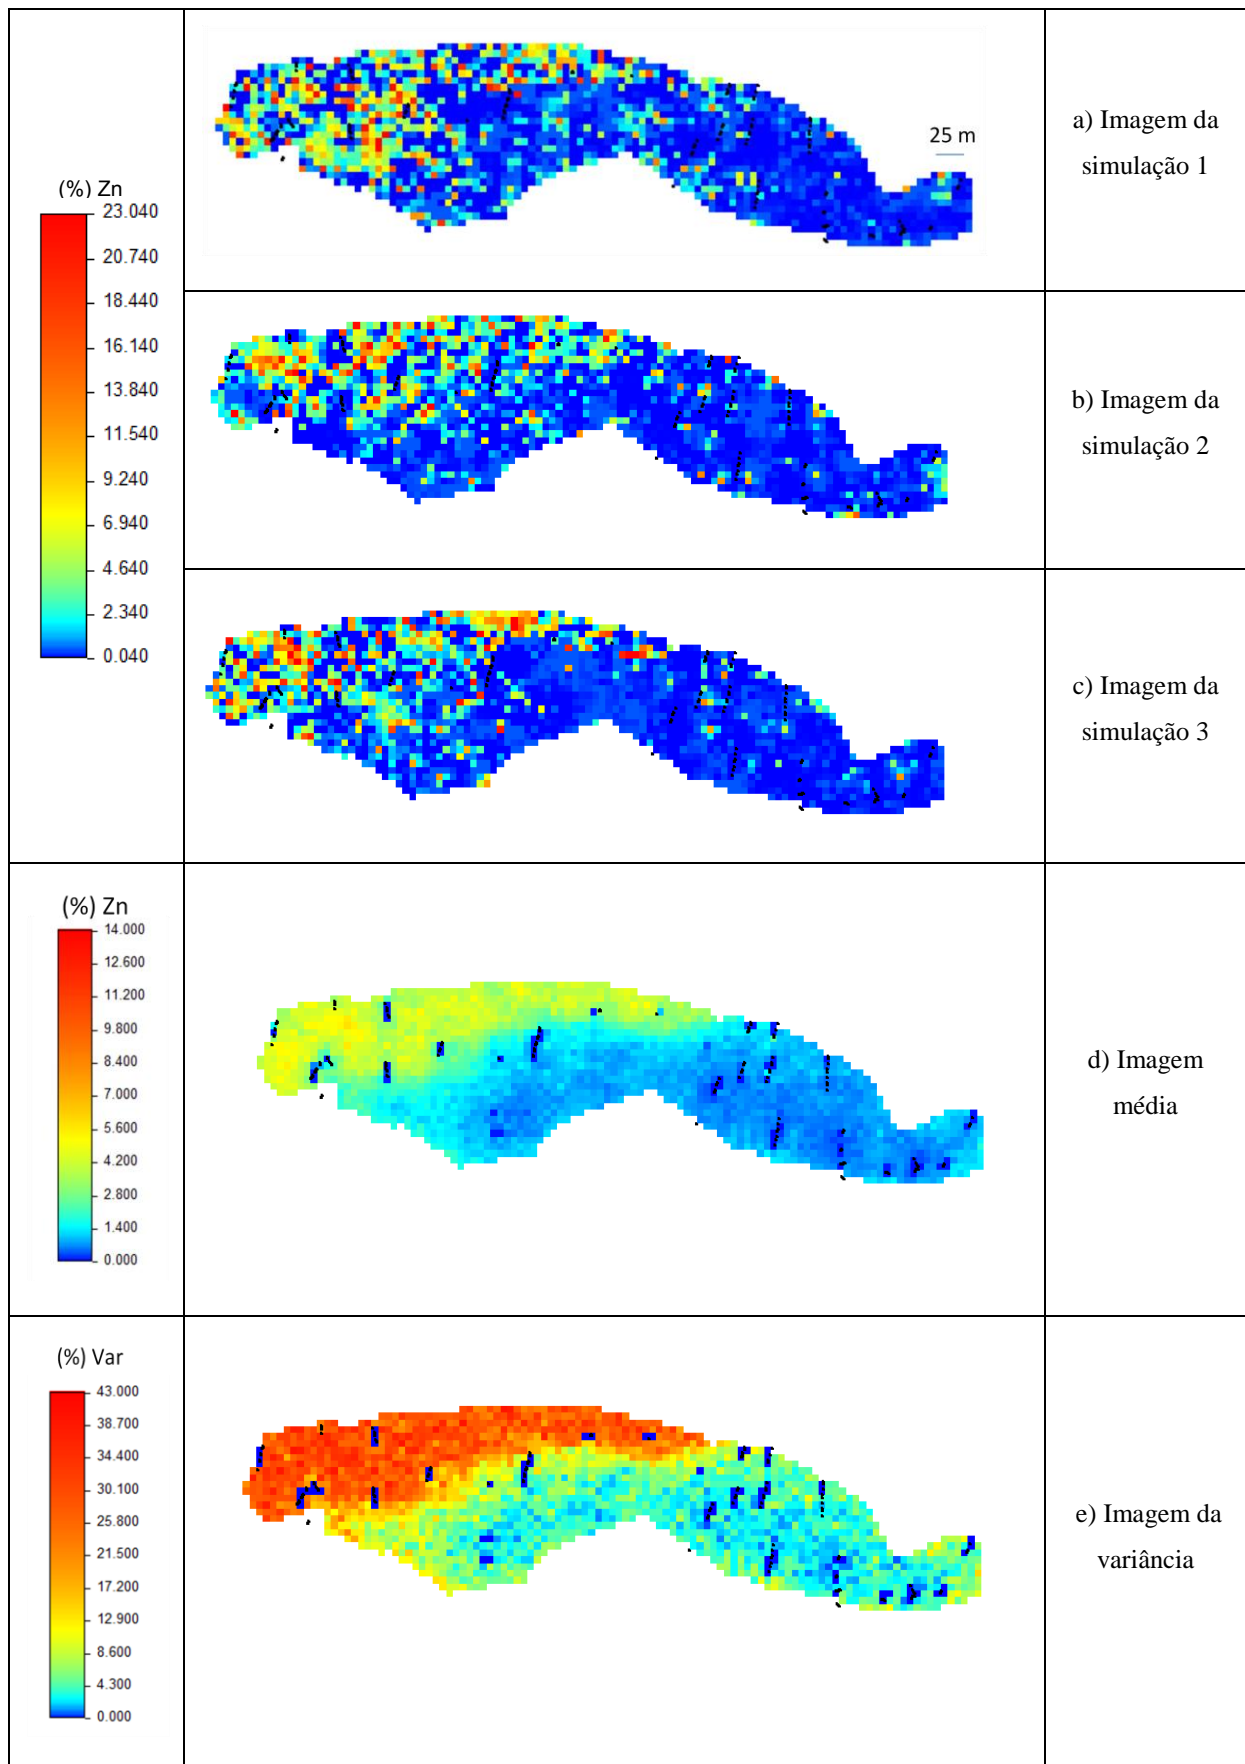 (%) Zn
23.040
20.740
18.440
16.140
13.840
11.540
9.240
6.940
4.640
2.340
0.040
25 m
a) Imagem da
simulação 1
b) Imagem da
simulação 2
c) Imagem da
simulação 3
(%) Zn
14.000
12.600
11.200
9.800
8.400
7.000
5.600
4.200
2.800
1.400
0.000
d) Imagem
média
(%) Var
43.000
38.700
34.400
30.100
25.800
21.500
17.200
12.900
8.600
4.300
0.000
e) Imagem da
variância